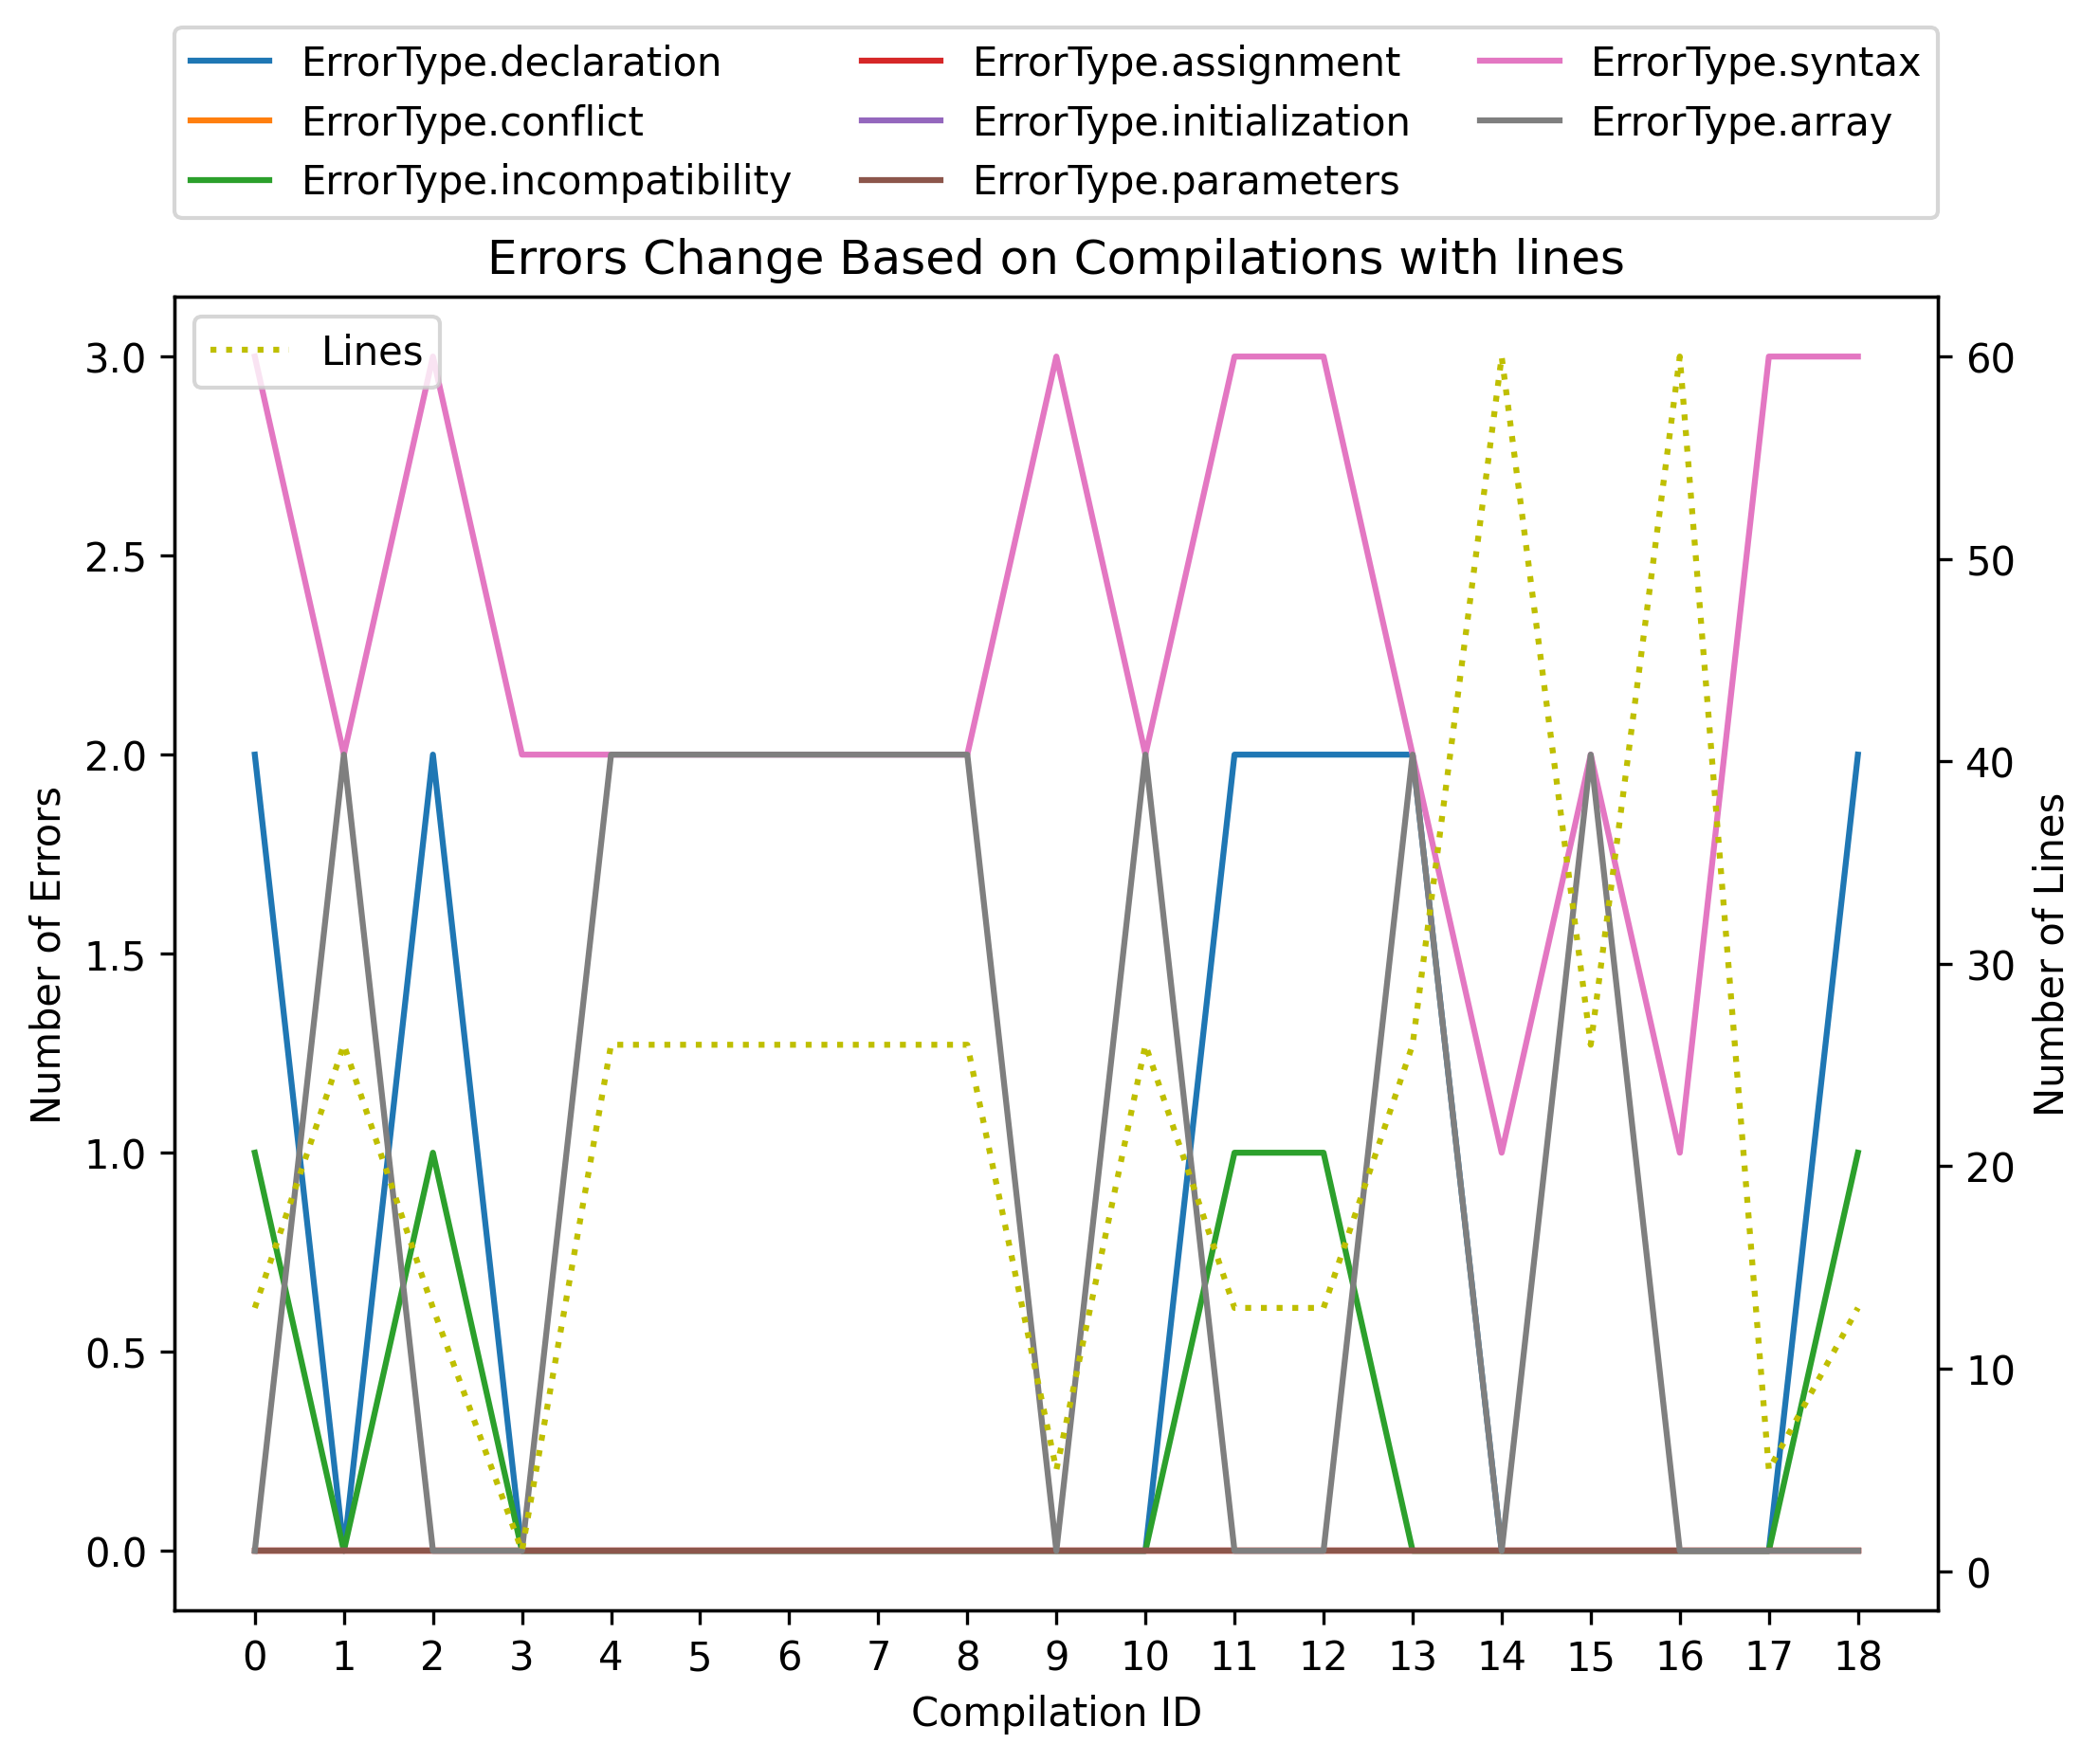 ErrorType.declaration
ErrorType.conflict
ErrorType.incompatibility
ErrorType.assignment
ErrorType.initialization
ErrorType.parameters
ErrorType.syntax
ErrorType.array
Errors Change Based on Compilations with lines
Lines
3.0
2.5
2.0
1.5
1.0
0.5
0.0
Number of Errors
60
50
40
30
20
10
0
Number of Lines
0 1 2 3 4 5 6 7 8 9 10 11 12 13 14 15 16 17 18
Compilation ID